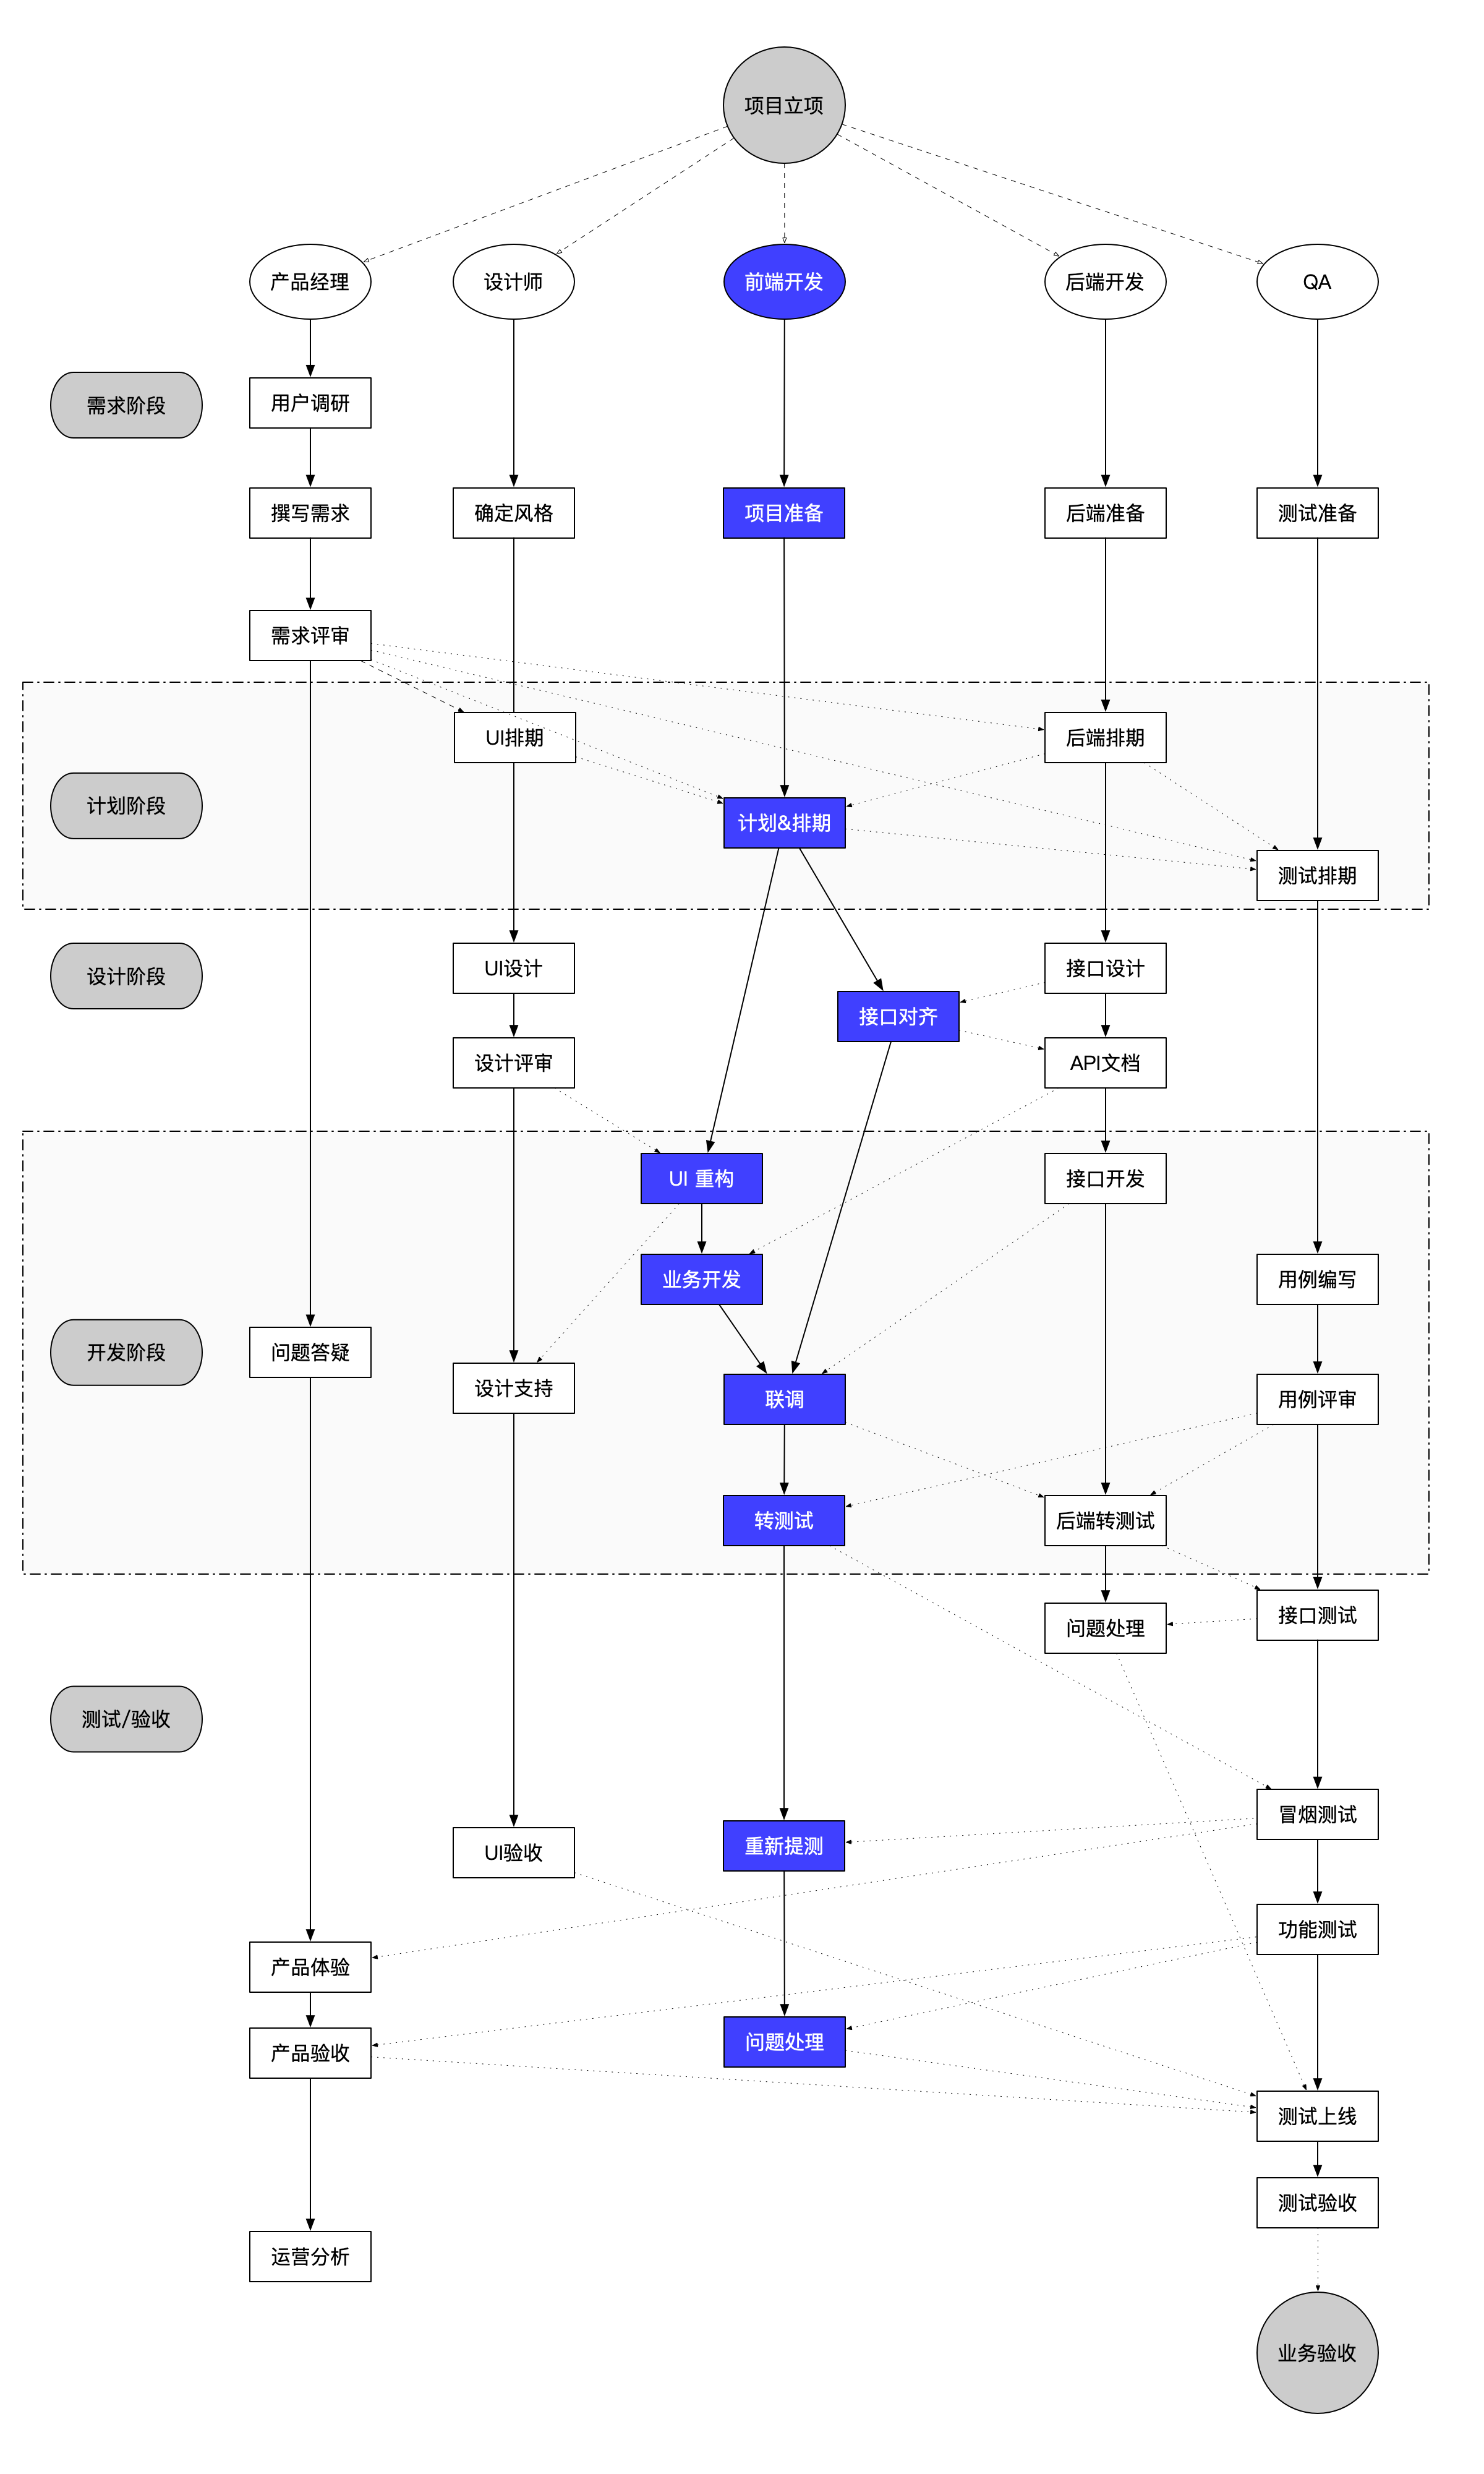 项目立项
产品经理
设计师
前端开发
后端开发
QA
需求阶段
用户调研
撰写需求
确定风格
项目准备
后端准备
测试准备
需求评审
UI排期
后端排期
计划阶段
计划&排期
测试排期
设计阶段
UI设计
接口设计
接口对齐
设计评审
API文档
UI 重构
接口开发
业务开发
用例编写
开发阶段
问题答疑
设计支持
联调
用例评审
转测试
后端转测试
问题处理
接口测试
测试/验收
冒烟测试
重新提测
UI验收
功能测试
产品体验
问题处理
产品验收
测试上线
测试验收
运营分析
业务验收